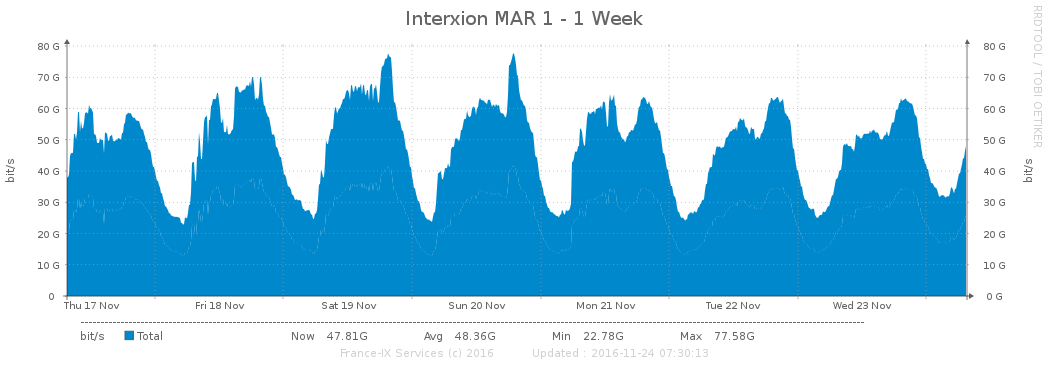 Interxion MAR 1 - 1 Week
RRDTOOL / TOBI OETIKER
80 G 80 G
70 G 70 G
60 G 60 G
50 G 50 G
40 G 40 G
30 G 30 G
20 G 20 G
10 G 10 G
0 0 G
bit/s bit/s
Thu 17 Nov Fri 18 Nov Sat 19 Nov Sun 20 Nov Mon 21 Nov Tue 22 Nov Wed 23 Nov
bit/s Total Now 47.81G Avg 48.36G Min 22.78G Max 77.58G
France-IX Services (c) 2016 Updated : 2016-11-24 07:30:13